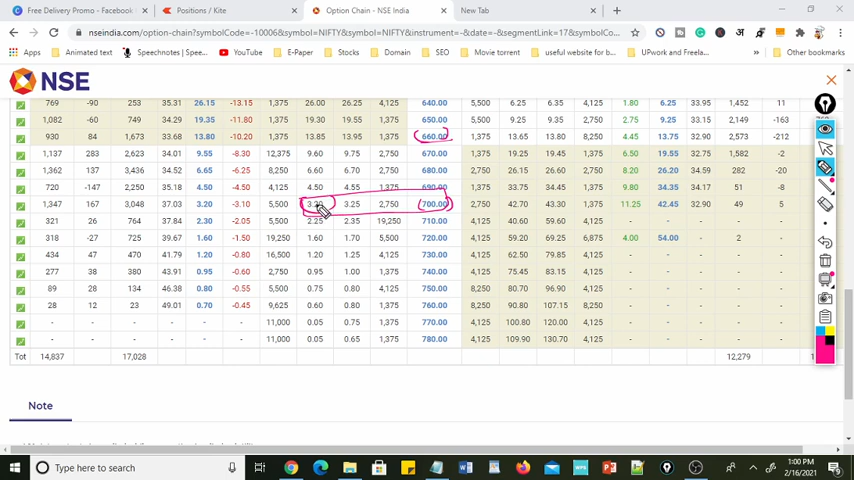 Free Delivery Promo - Facebook
Positions / Kite
Option Chain - NSE India
New Tab
nseindia.com/option-chain?symbolCode=-10006&symbol=NIFTY&symbol=NIFTY&instrument=-&date=-&segmentLink=17&symbolCo...
Apps Animated text Speechnotes | Speec... YouTube E-Paper Stocks Domain SEO Movie torrent useful website for b... UPwork and Freela... Other bookmarks
NSE
769 -90 253 35.31 26.15 -13.15 1,375 26.00 26.25 4,125 640.00 5,500 6.25 6.35 4,125 1.80 6.25 33.95 1,452 11
1,082 -60 749 34.29 19.35 -11.80 1,375 19.30 19.55 1,375 650.00 5,500 9.25 9.35 4,125 2.75 9.25 33.15 2,149 -163
930 84 1,673 33.68 13.80 -10.20 1,375 13.85 13.95 1,375 660.00 1,375 13.65 13.80 8,250 4.45 13.75 32.90 2,573 -212
1,137 283 2,623 34.01 9.55 -8.30 12,375 9.60 9.75 2,750 670.00 1,375 19.25 19.45 1,375 6.50 19.55 32.75 1,582 -2
1,362 137 3,436 34.52 6.65 -6.25 8,250 6.60 6.70 2,750 680.00 2,750 26.15 26.60 2,750 8.20 26.20 34.59 282 -20
720 -147 2,250 35.18 4.50 -4.50 4,125 4.50 4.55 1,375 690.00 1,375 33.75 34.45 1,375 9.80 34.35 34.17 51 -8
1,347 167 3,048 37.03 3.20 -3.10 5,500 3.20 3.25 2,750 700.00 1,375 42.70 43.30 1,375 11.25 42.45 32.90 49 5
321 26 764 37.84 2.30 -2.05 5,500 2.25 2.35 19,250 710.00 4,125 40.60 59.60 4,125 - - - - -
318 -27 725 39.67 1.60 -1.50 19,250 1.60 1.70 5,500 720.00 4,125 59.20 69.25 6,875 4.00 54.00 - 2 -
434 47 470 41.79 1.20 -0.80 16,500 1.20 1.25 4,125 730.00 4,125 62.50 79.85 4,125 - - - - -
277 38 380 43.91 0.95 -0.60 2,750 0.95 1.00 1,375 740.00 4,125 75.45 83.15 4,125 - - - - -
89 28 134 46.38 0.80 -0.55 5,500 0.75 0.80 4,125 750.00 8,250 80.70 96.90 4,125 - - - - -
28 12 23 49.01 0.70 -0.45 9,625 0.60 0.80 1,375 760.00 8,250 90.80 107.15 8,250 - - - - -
- - - - - - 11,000 0.05 0.75 1,375 770.00 4,125 100.80 120.00 4,125 - - - - -
- - - - - - 11,000 0.05 0.65 1,375 780.00 4,125 109.90 130.70 4,125 - - - - -
Tot 14,837 17,028 12,279
Note
Type here to search
1:00 PM
2/16/2021